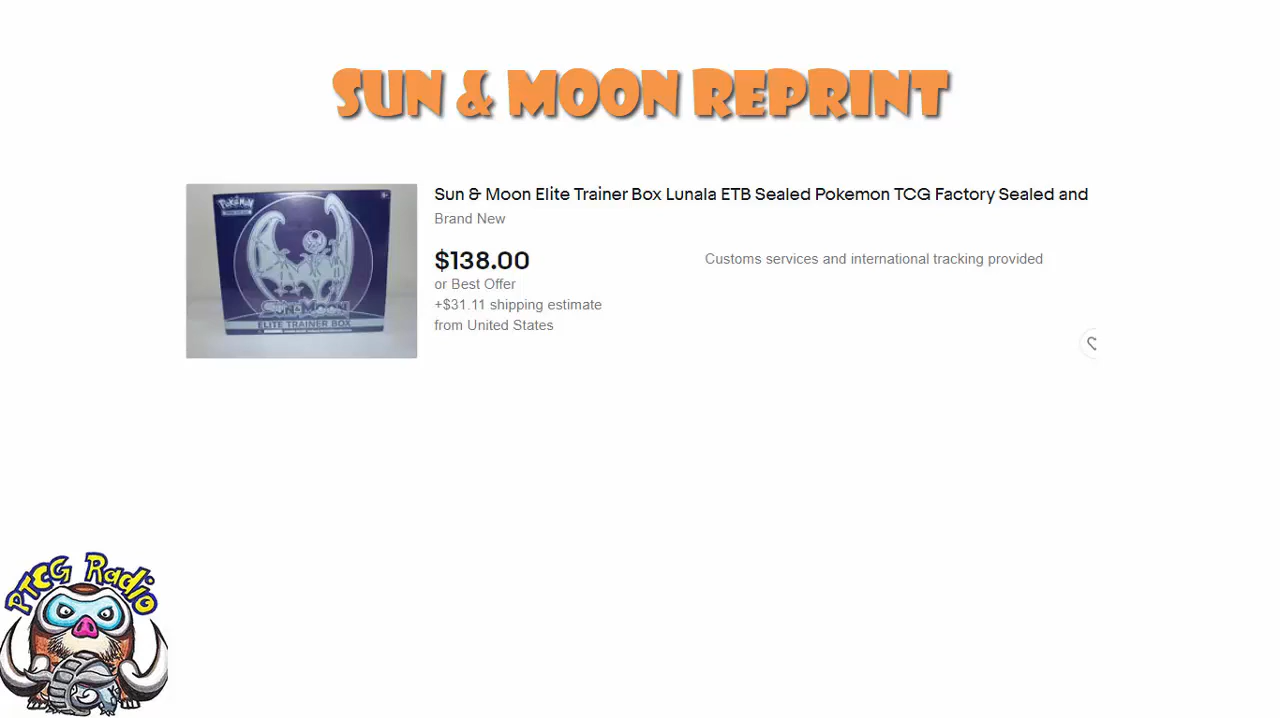 SUN & MOON REPRINT
Sun & Moon Elite Trainer Box Lunala ETB Sealed Pokemon TCG Factory Sealed and
Brand New
$138.00
Customs services and international tracking provided
or Best Offer
+$31.11 shipping estimate
from United States
Pokémon
SUN & MOON
ELITE TRAINER BOX
PTCG Radio